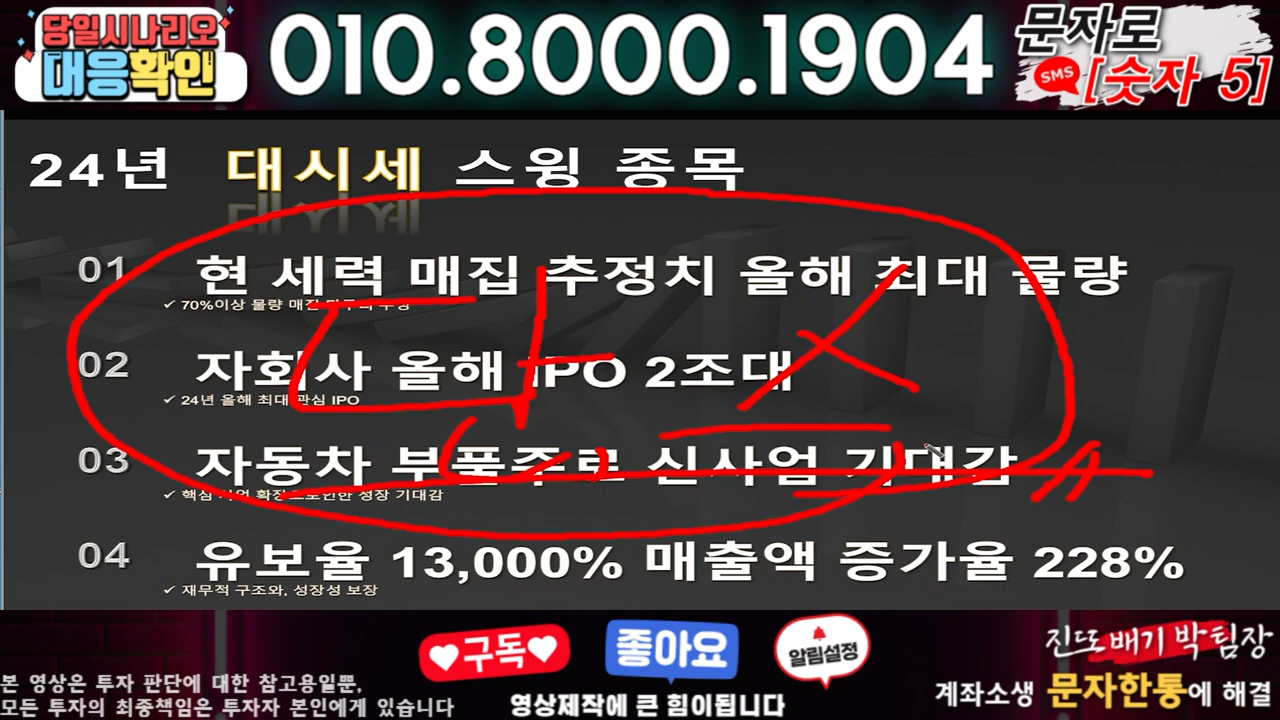 당일시나리오
대응확인
010.8000.1904
문자로
SMS
[숫자 5]
24년 대시세 스윙 종목
01 현 세력 매집 추정치 올해 최대 물량
✓ 70%이상 물량 매집
02 자회사 올해 IPO 2조대
✓ 24년 올해 최대 관심 IPO
03 자동차 부품주로 신사업 기대감
✓ 핵심 사업 확장으로인한 성장 기대감
04 유보율 13,000% 매출액 증가율 228%
✓ 재무적 구조와, 성장성 보장
구독
좋아요
알림설정
영상제작에 큰 힘이됩니다
본 영상은 투자 판단에 대한 참고용일뿐,
모든 투자의 최종책임은 투자자 본인에게 있습니다
진또배기 박팀장
계좌소생 문자한통에 해결